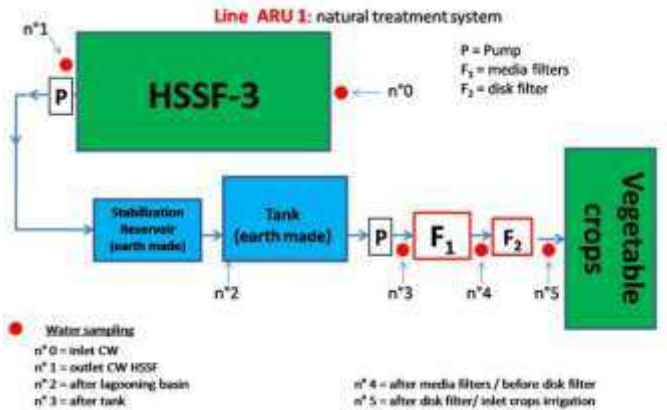 Line ARU 1: natural treatment system
n°1
P = Pump
F₁ = media filters
F₂ = disk filter
P
HSSF-3
n°0
Stabilization
Reservoir
(earth made)
Tank
(earth made)
P
F₁
F₂
Vegetable
crops
n°2
n°3
n°4
n°5
Water sampling
n° 0 = inlet CW
n° 1 = outlet CW HSSF
n° 2 = after lagooning basin
n° 3 = after tank
n° 4 = after media filters / before disk filter
n° 5 = after disk filter/ inlet crops irrigation